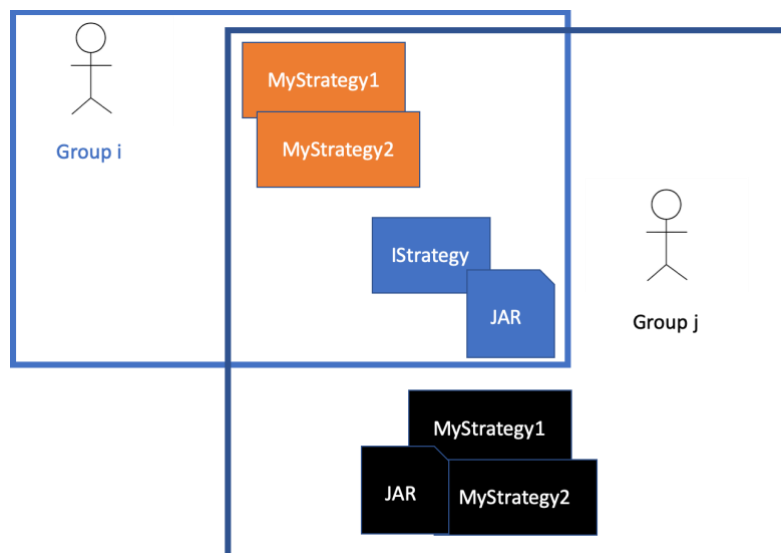 MyStrategy1
Group i
MyStrategy2
IStrategy
JAR
Group j
MyStrategy1
JAR
MyStrategy2